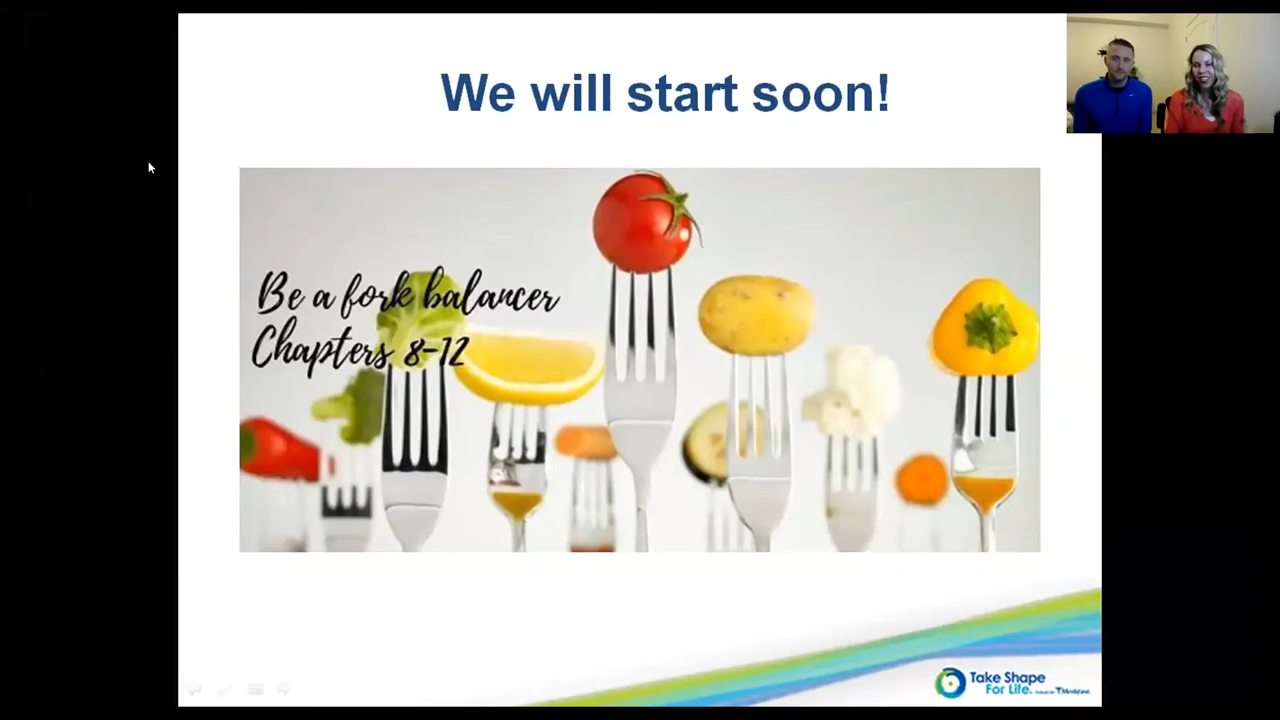 We will start soon!
Be a fork balancer
Chapters 8-12
Take Shape
For Life